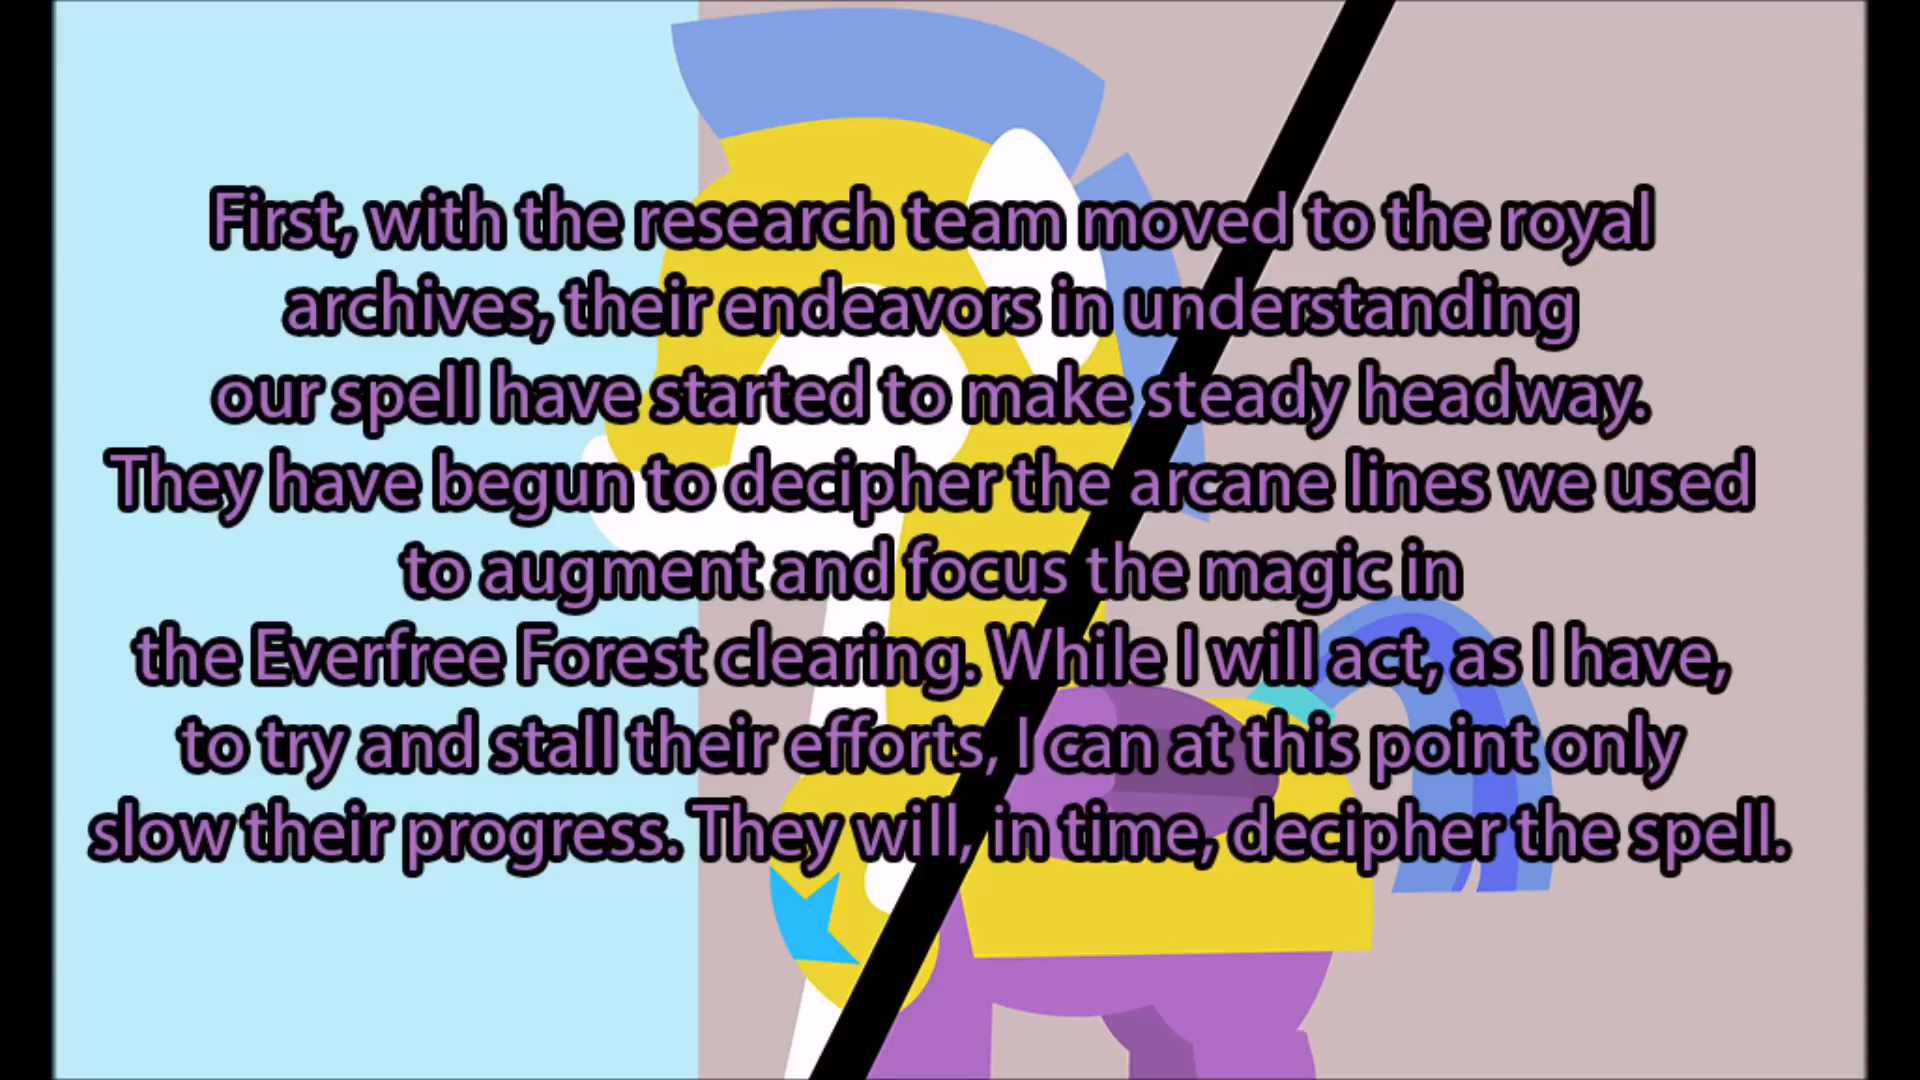 First, with the research team moved to the royal
archives, their endeavors in understanding
our spell have started to make steady headway.
They have begun to decipher the arcane lines we used
to augment and focus the magic in
the Everfree Forest clearing. While I will act, as I have,
to try and stall their efforts, I can at this point only
slow their progress. They will, in time, decipher the spell.